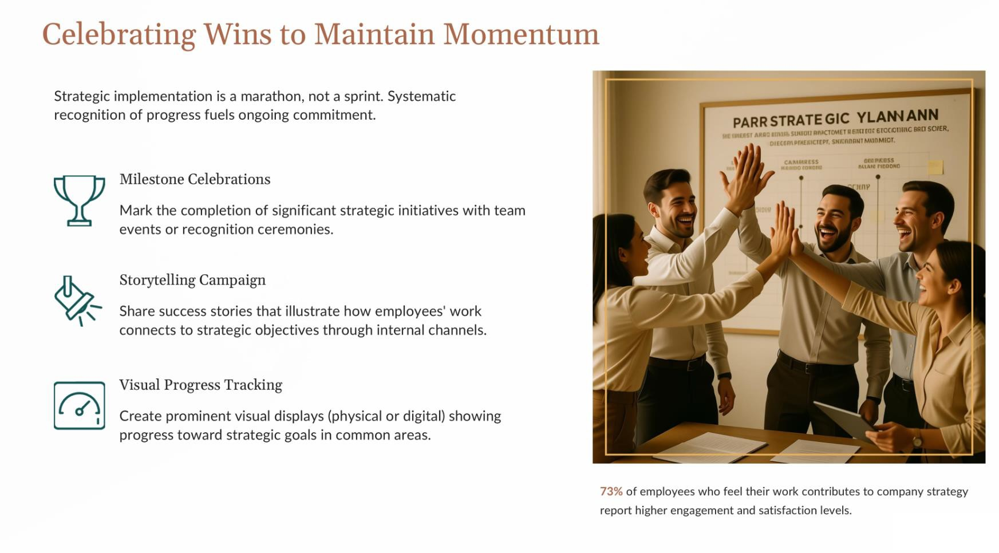 Celebrating Wins to Maintain Momentum
Strategic implementation is a marathon, not a sprint. Systematic
recognition of progress fuels ongoing commitment.
Milestone Celebrations
Mark the completion of significant strategic initiatives with team
events or recognition ceremonies.
Storytelling Campaign
Share success stories that illustrate how employees' work
connects to strategic objectives through internal channels.
Visual Progress Tracking
Create prominent visual displays (physical or digital) showing
progress toward strategic goals in common areas.
PARR STRATEGIC YLANN ANN
73% of employees who feel their work contributes to company strategy
report higher engagement and satisfaction levels.